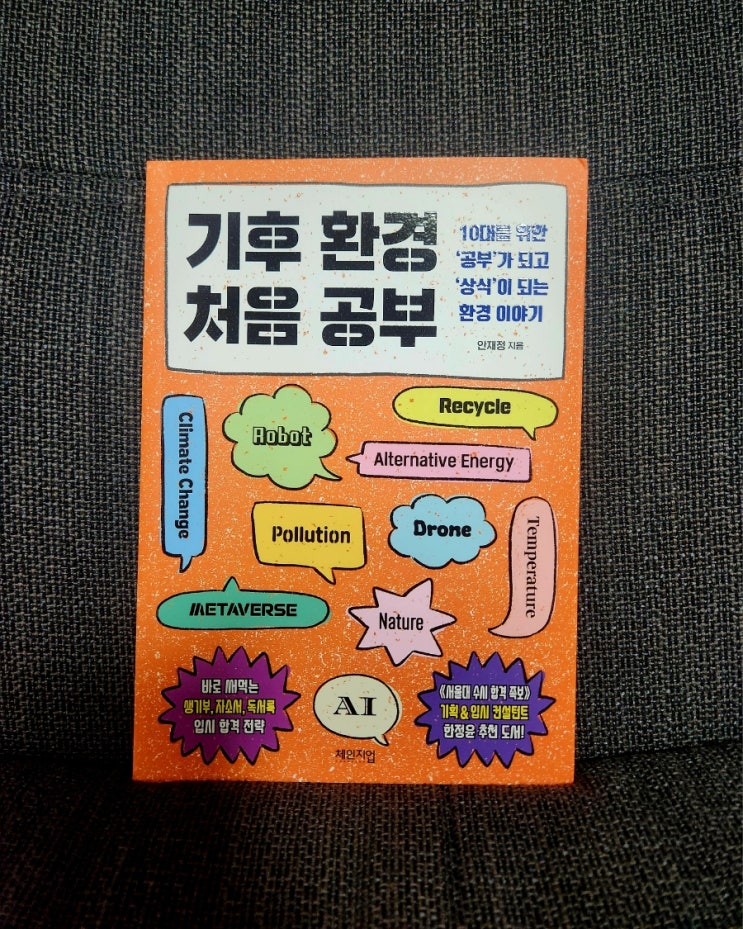 기후 환경
처음 공부
10대를 위한
‘공부’가 되고
‘상식’이 되는
환경 이야기
안재정 지음
Climate Change
Robot
Recycle
Alternative Energy
Pollution
Drone
Temperature
METAVERSE
Nature
바로 써먹는
생기부, 자소서, 독서록
입시 합격 전략
AI
《서울대 수시 합격 족보》
기획 & 입시 컨설턴트
한정윤 추천 도서!
체인지업